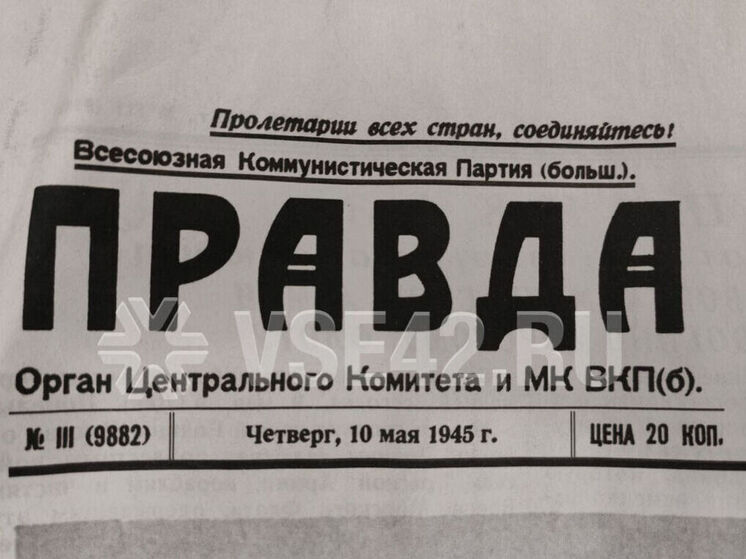 Пролетарии всех стран, соединяйтесь!
Всесоюзная Коммунистическая Партия (больш.).
ПРАВДА
VSE42.RU
Орган Центрального Комитета и МК ВКП(б).
№ 111 (9882) Четверг, 10 мая 1945 г. ЦЕНА 20 КОП.